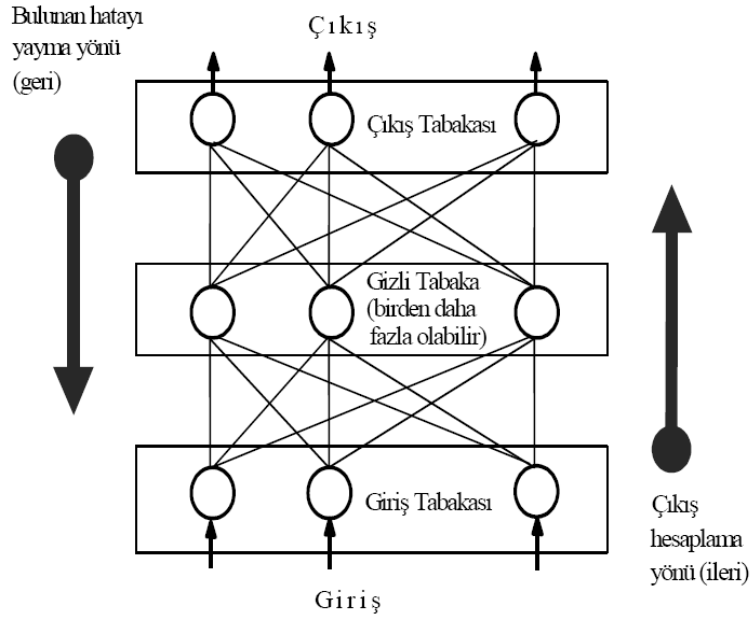 Bulunan hatayı
yayma yönü
(geri)
Çıkış
Çıkış Tabakası
Gizli Tabaka
(birden daha
fazla olabilir)
Giriş Tabakası
Çıkış
hesaplama
yönü (ileri)
Giriş